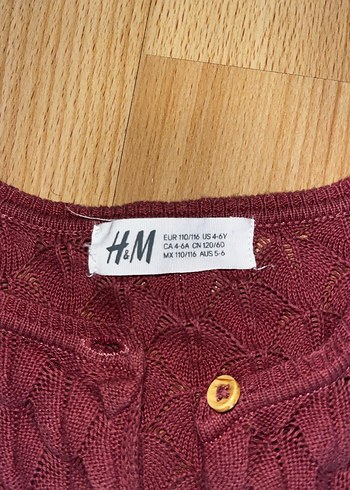 H&M
EUR 110/116 US 4-6Y
CA 4-6A CN 120/60
MX 110/116 AUS 5-6